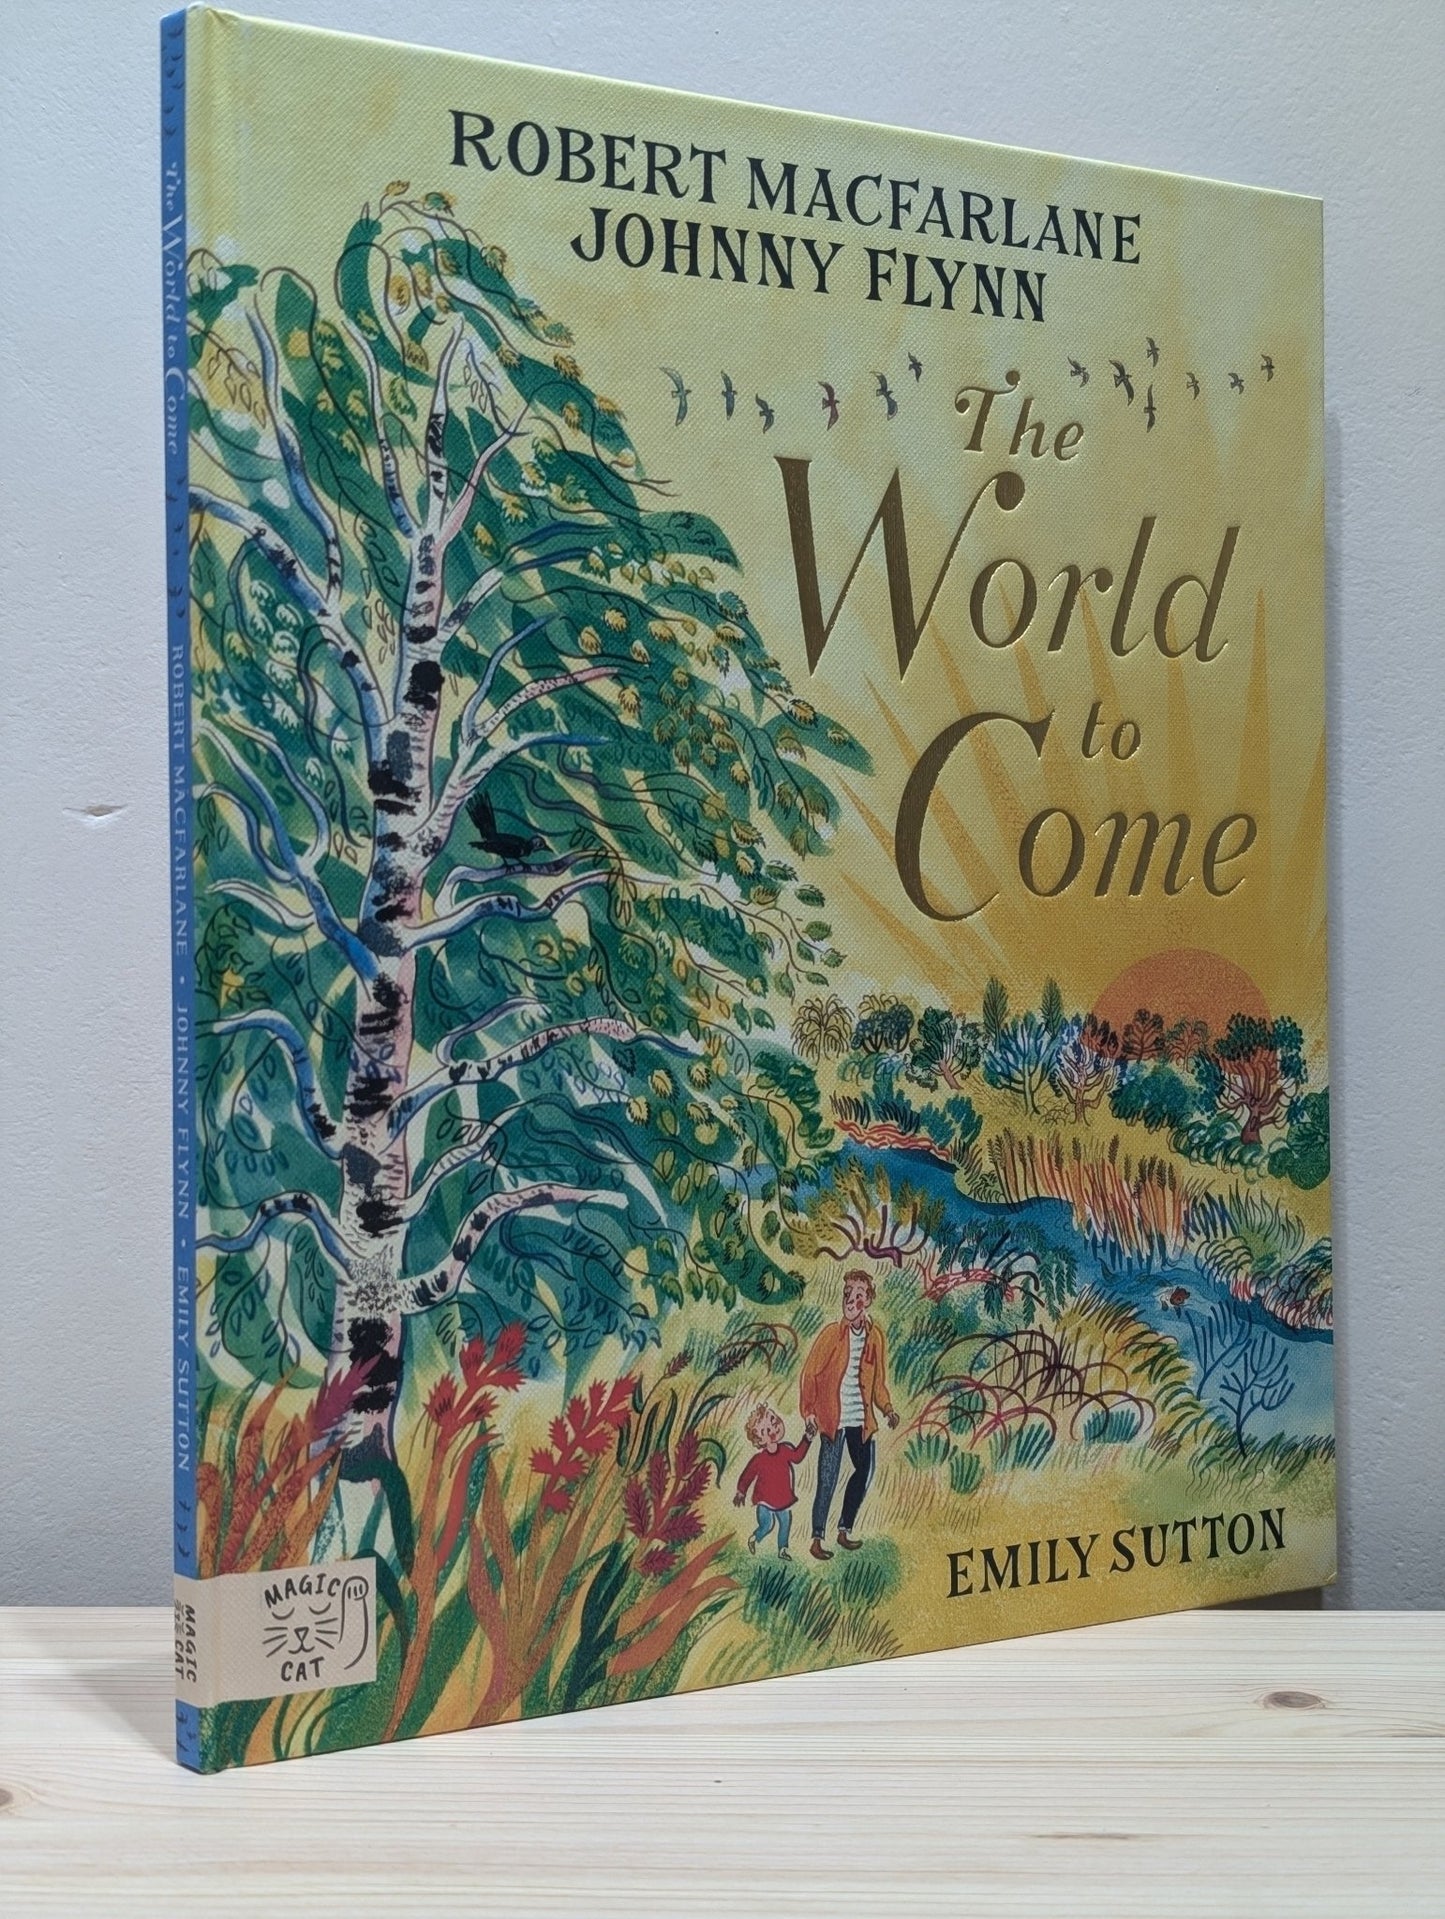 ROBERT MACFARLANE
JOHNNY FLYNN
The
World
to
Come
EMILY SUTTON
MAGIC
CAT
The World to Come
ROBERT MACFARLANE • JOHNNY FLYNN • EMILY SUTTON
MAGIC
CAT